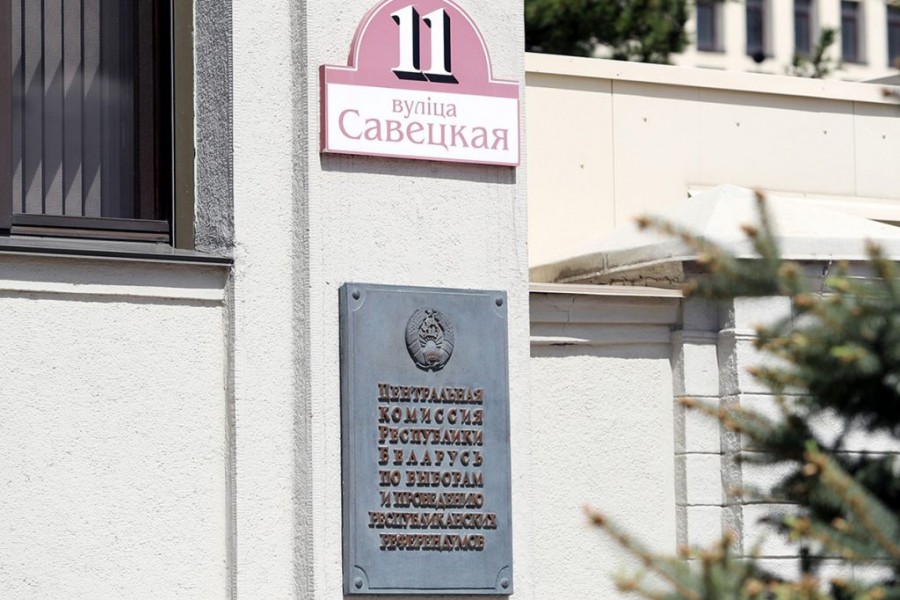 11
вуліца
Савецкая
Центральная
комиссия
Республики
Беларусь
по выборам
и проведению
республиканских
референдумов